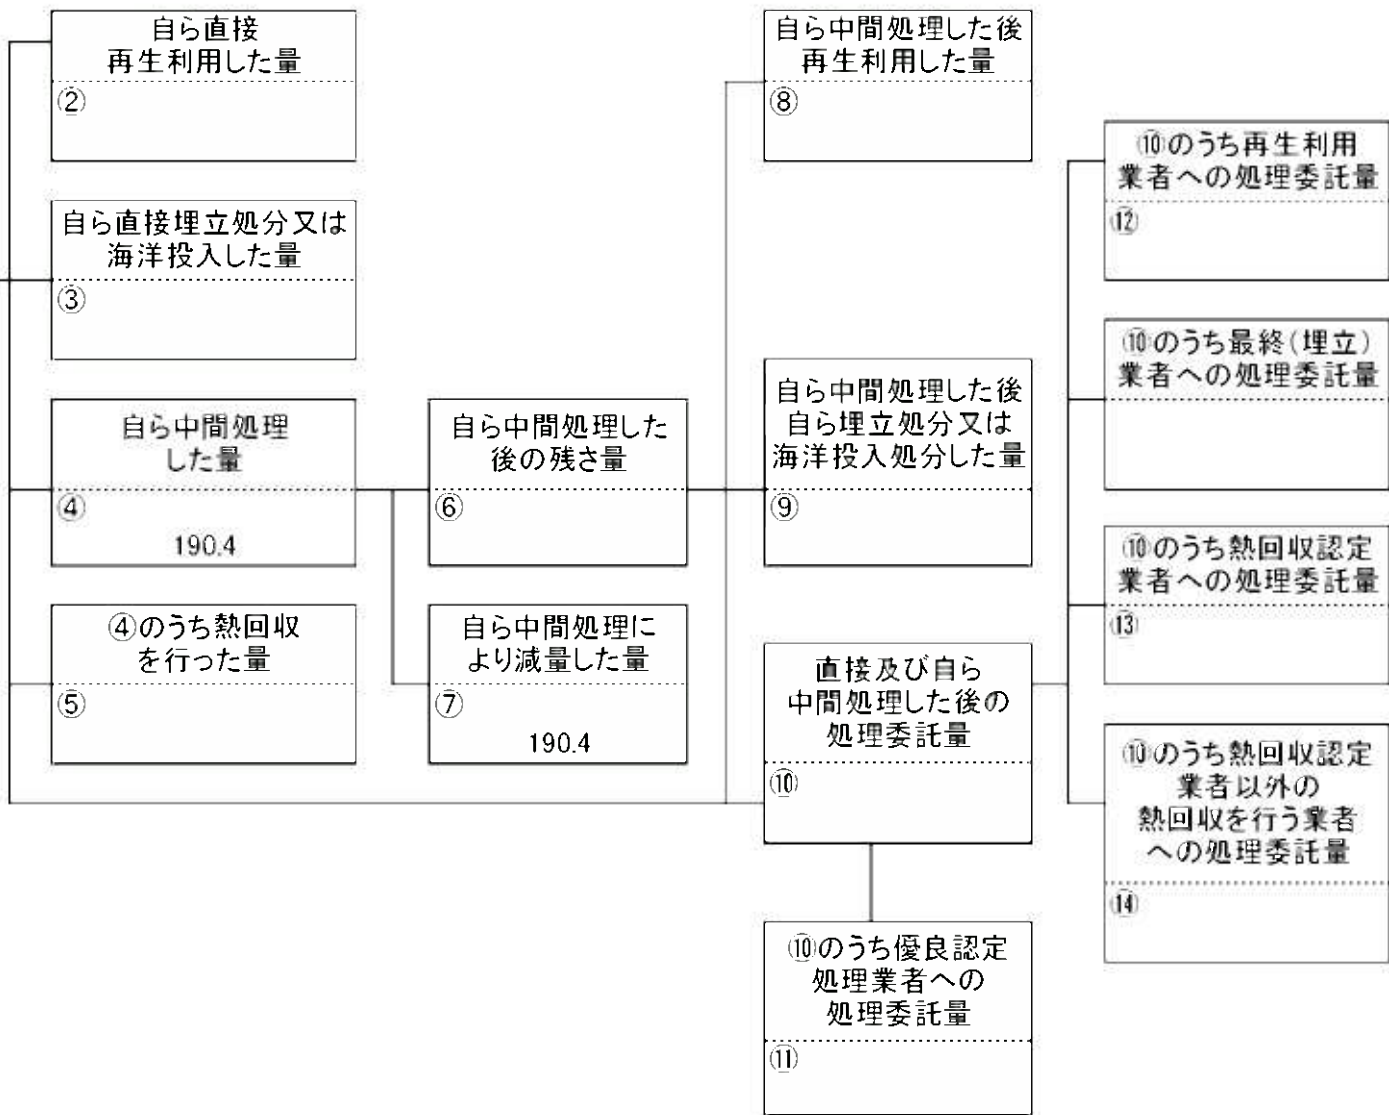 自ら直接
再生利用した量
②
自ら直接埋立処分又は
海洋投入した量
③
自ら中間処理
した量
④
190.4
④のうち熱回収
を行った量
⑤
自ら中間処理した
後の残さ量
⑥
自ら中間処理に
より減量した量
⑦
190.4
自ら中間処理した後
再生利用した量
⑧
自ら中間処理した後
自ら埋立処分又は
海洋投入処分した量
⑨
直接及び自ら
中間処理した後の
処理委託量
⑩
⑩のうち優良認定
処理業者への
処理委託量
⑪
⑩のうち再生利用
業者への処理委託量
⑫
⑩のうち最終(埋立)
業者への処理委託量
⑩のうち熱回収認定
業者への処理委託量
⑬
⑩のうち熱回収認定
業者以外の
熱回収を行う業者
への処理委託量
⑭